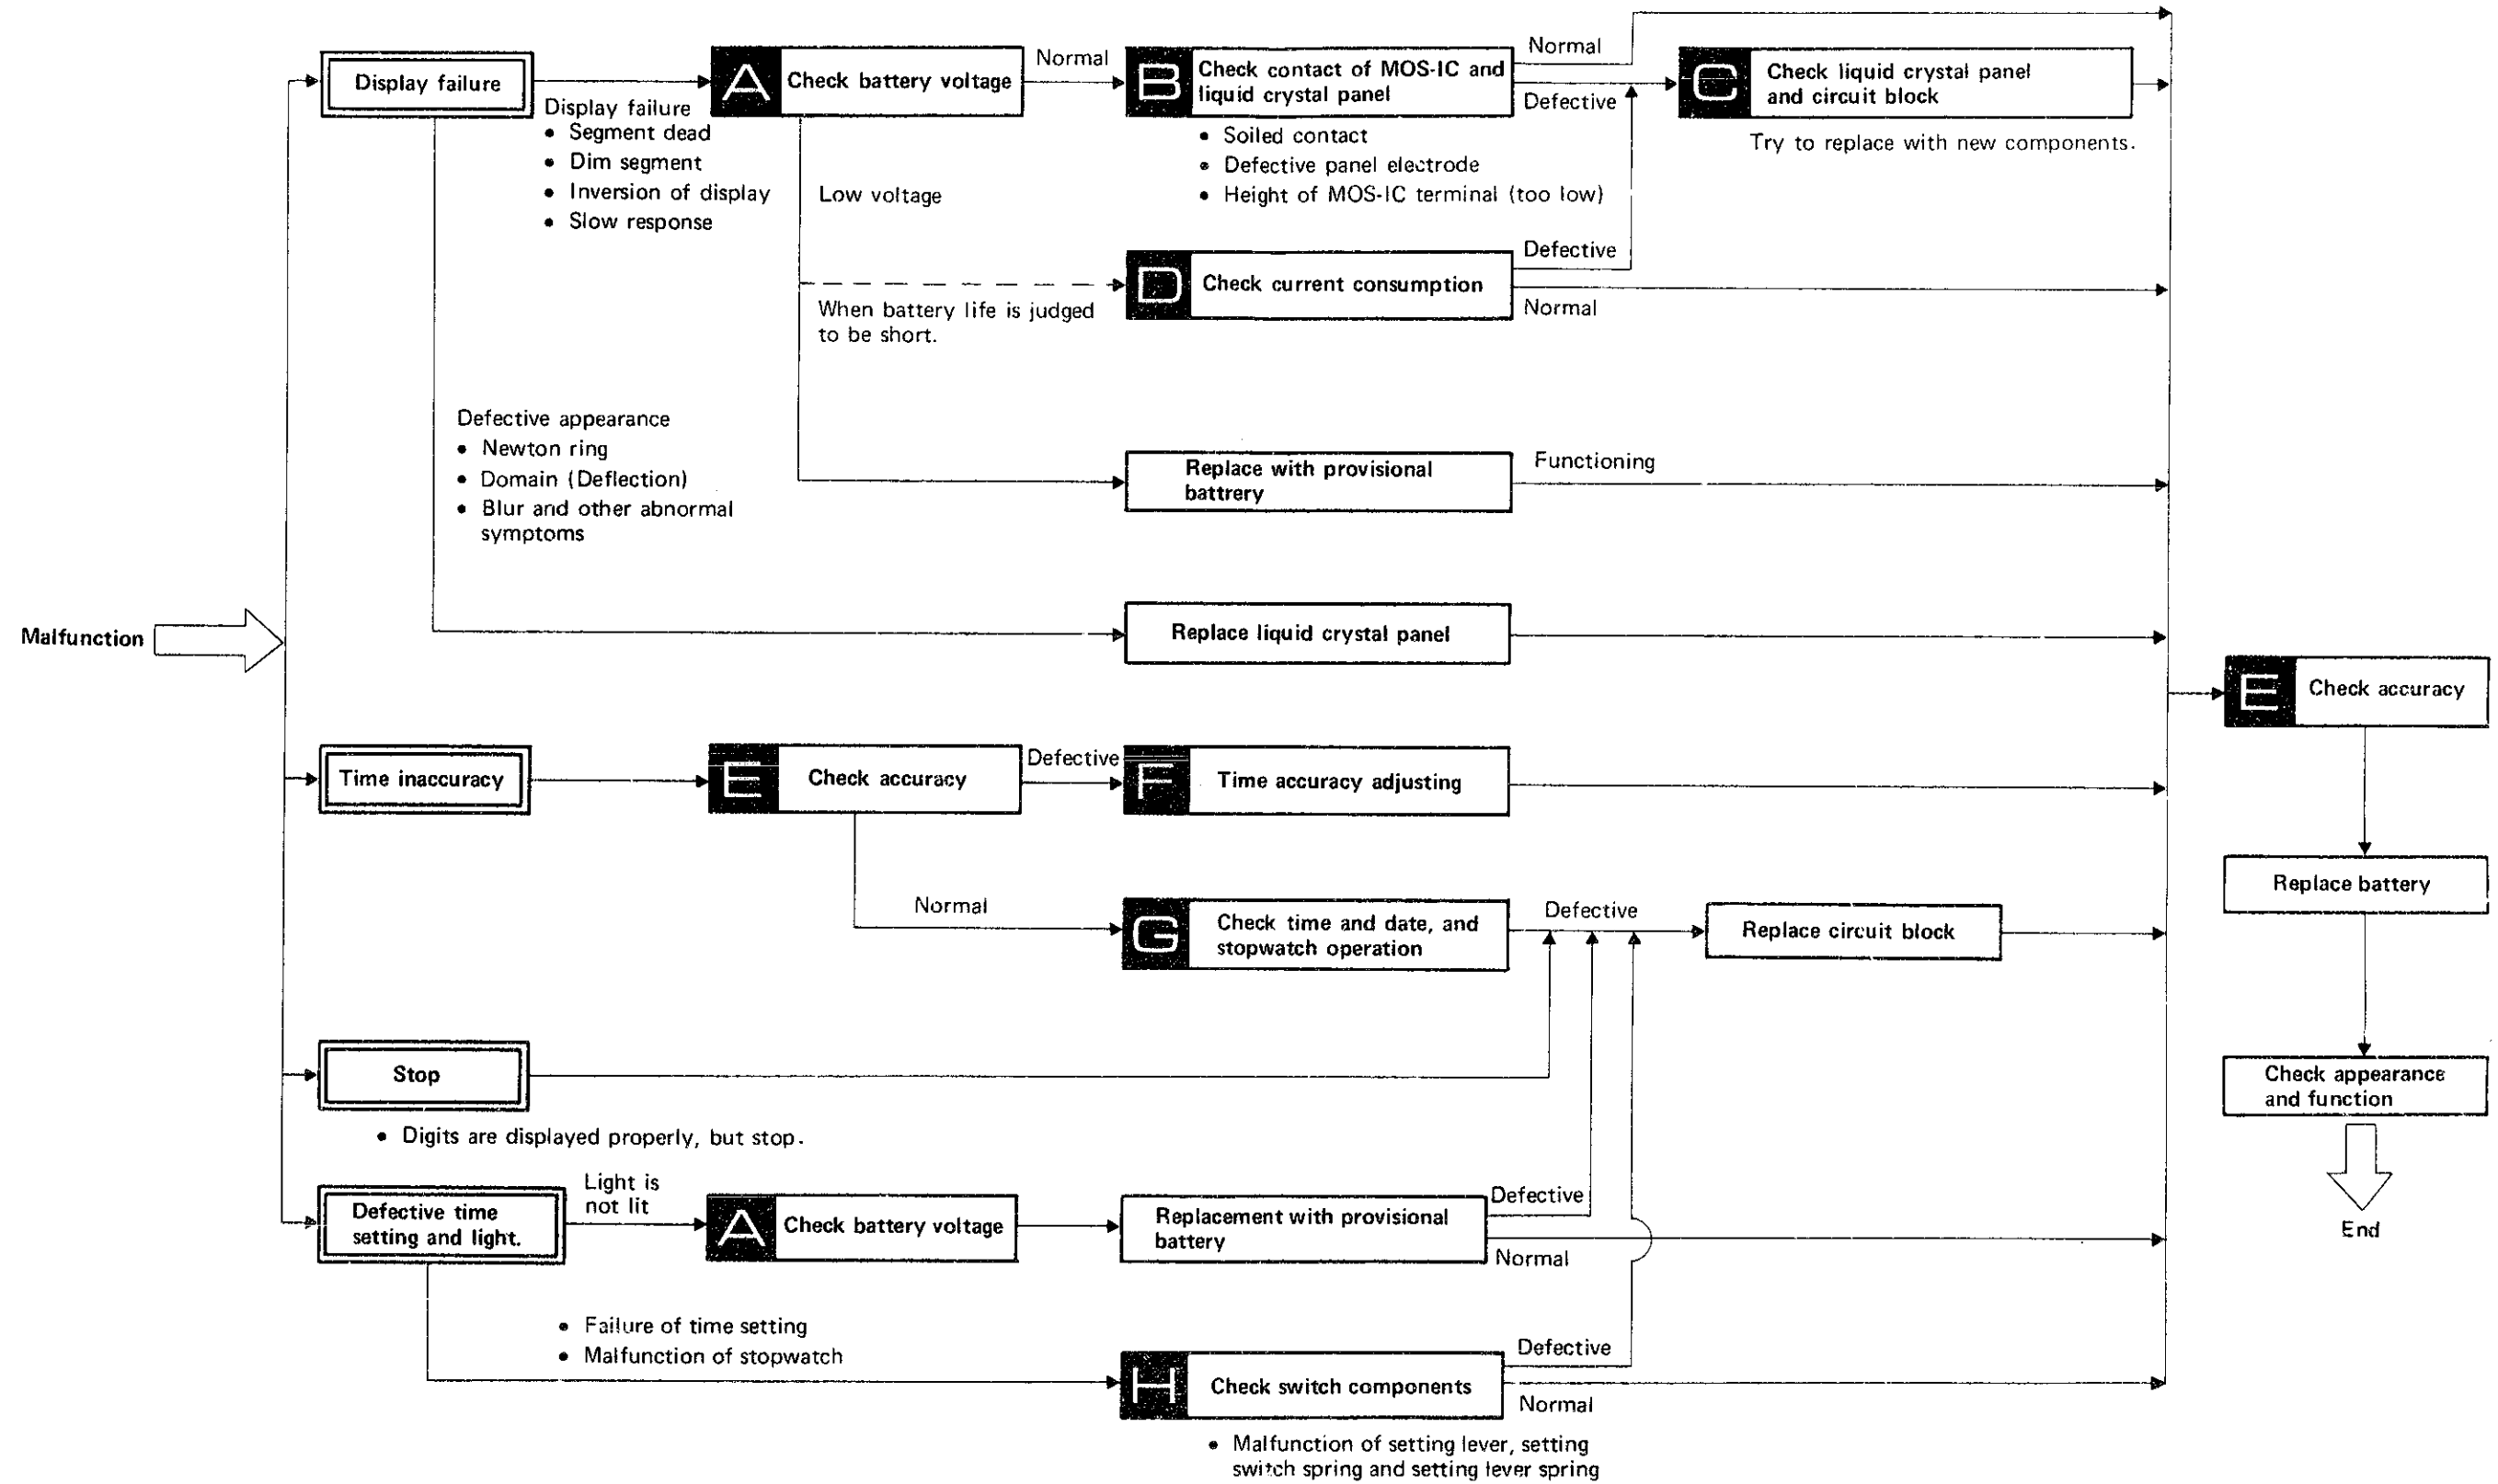 Malfunction
Display failure
Display failure
• Segment dead
• Dim segment
• Inversion of display
• Slow response
A
Check battery voltage
Normal
Low voltage
When battery life is judged
to be short.
B
Check contact of MOS-IC and
liquid crystal panel
• Soiled contact
• Defective panel electrode
• Height of MOS-IC terminal (too low)
Normal
Defective
C
Check liquid crystal panel
and circuit block
Try to replace with new components.
D
Check current consumption
Defective
Normal
Defective appearance
• Newton ring
• Domain (Deflection)
• Blur and other abnormal
symptoms
Replace with provisional
battrery
Functioning
Replace liquid crystal panel
Time inaccuracy
E
Check accuracy
Defective
F
Time accuracy adjusting
Normal
G
Check time and date, and
stopwatch operation
Defective
Replace circuit block
Stop
• Digits are displayed properly, but stop.
Defective time
setting and light.
Light is
not lit
A
Check battery voltage
Replacement with provisional
battery
Defective
Normal
• Failure of time setting
• Malfunction of stopwatch
H
Check switch components
Defective
Normal
• Malfunction of setting lever, setting
switch spring and setting lever spring
E
Check accuracy
Replace battery
Check appearance
and function
End